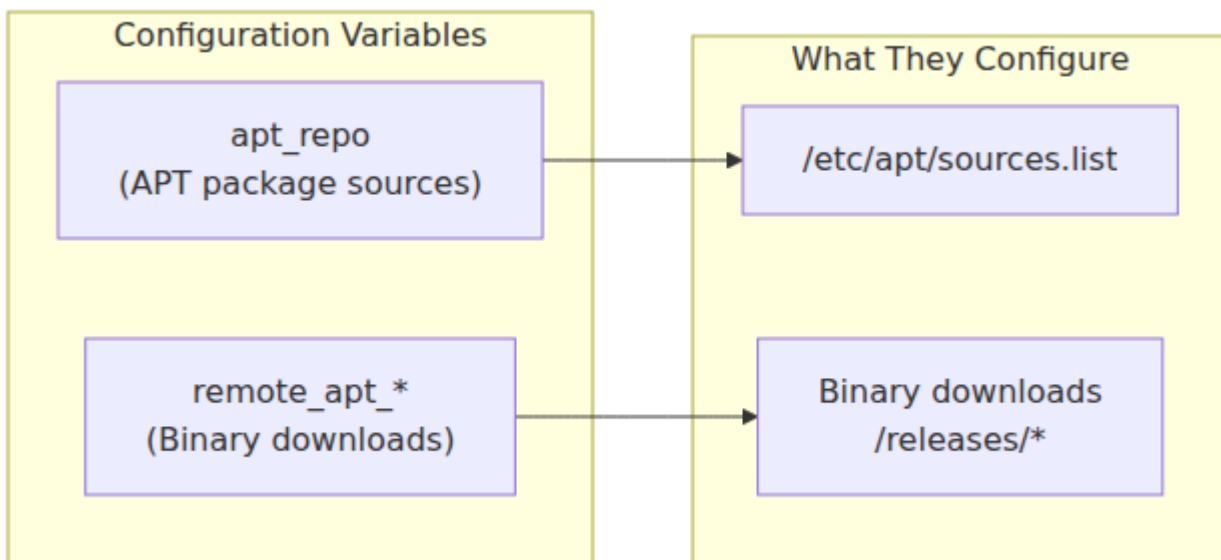 Configuration Variables
apt_repo
(APT package sources)
remote_apt_*
(Binary downloads)
What They Configure
/etc/apt/sources.list
Binary downloads
/releases/*